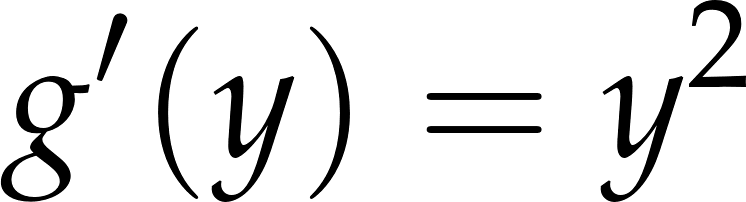 g′(y) = y²